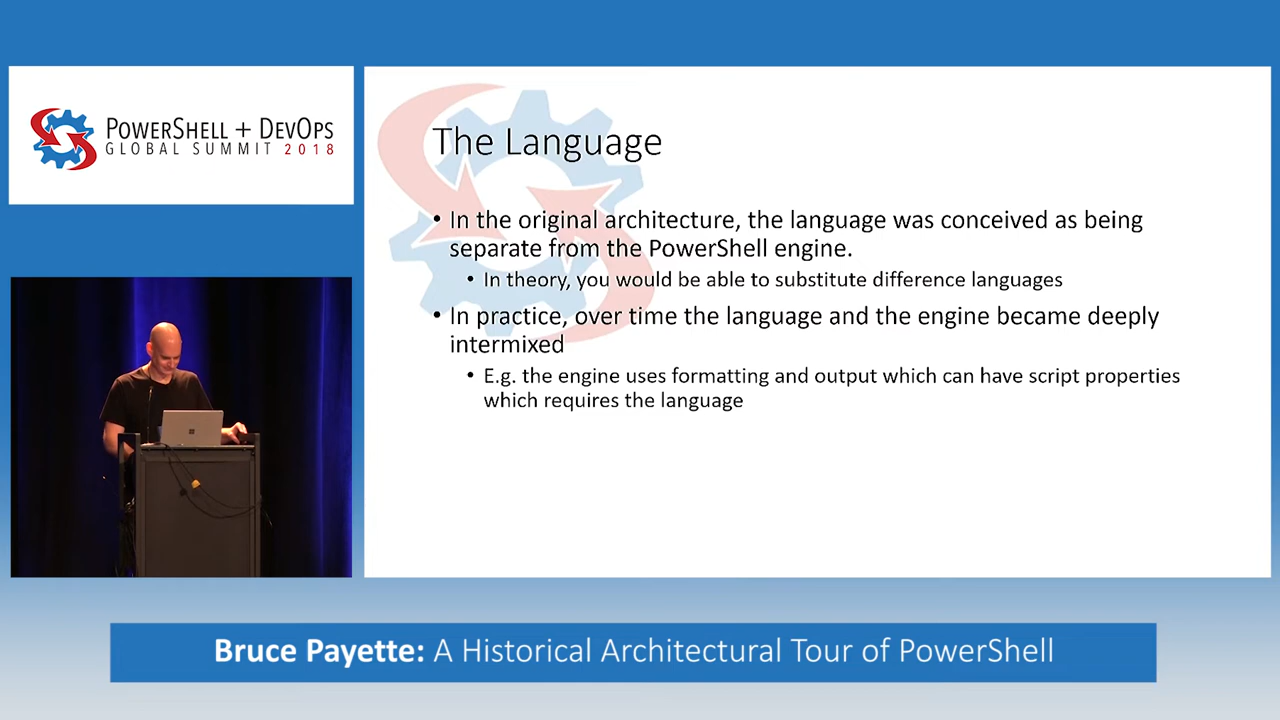 POWERSHELL + DEVOPS
GLOBAL SUMMIT 2018
The Language
• In the original architecture, the language was conceived as being
separate from the PowerShell engine.
• In theory, you would be able to substitute difference languages
• In practice, over time the language and the engine became deeply
intermixed
• E.g. the engine uses formatting and output which can have script properties
which requires the language
Bruce Payette: A Historical Architectural Tour of PowerShell